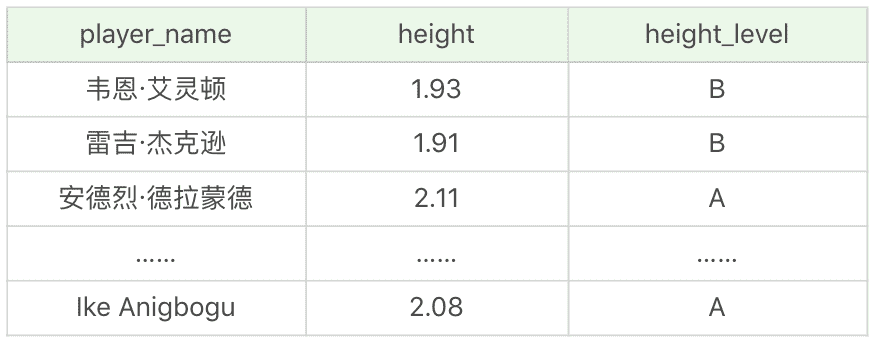 player_name height height_level
韦恩·艾灵顿 1.93 B
雷吉·杰克逊 1.91 B
安德烈·德拉蒙德 2.11 A
…… …… ……
Ike Anigbogu 2.08 A